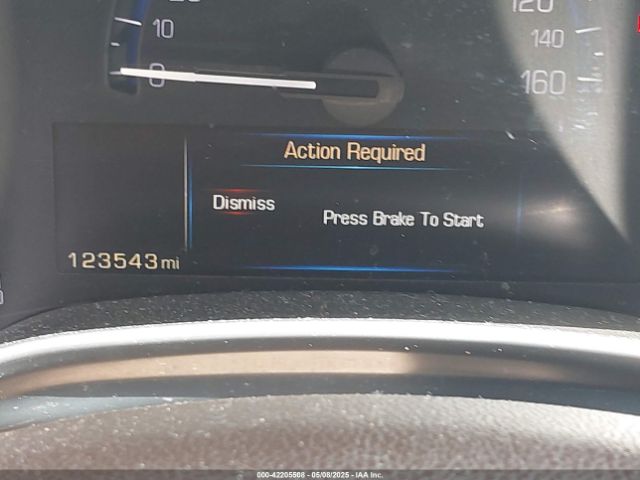 120
10
140
0
160
Action Required
Dismiss
Press Brake To Start
123543 mi
000-42205508 - 05/08/2025 - IAA Inc.